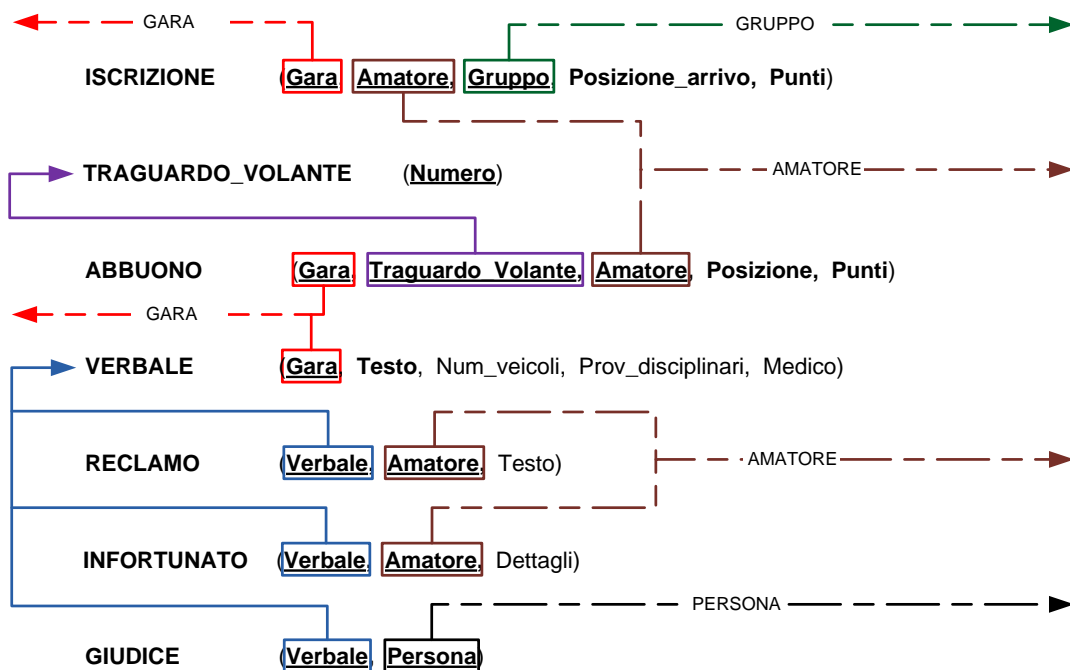 GARA GRUPPO
ISCRIZIONE (Gara, Amatore, Gruppo, Posizione_arrivo, Punti)
TRAGUARDO_VOLANTE (Numero) AMATORE
ABBUONO (Gara, Traguardo_Volante, Amatore, Posizione, Punti)
GARA
VERBALE (Gara, Testo, Num_veicoli, Prov_disciplinari, Medico)
RECLAMO (Verbale, Amatore, Testo) AMATORE
INFORTUNATO (Verbale, Amatore, Dettagli)
PERSONA
GIUDICE (Verbale, Persona)